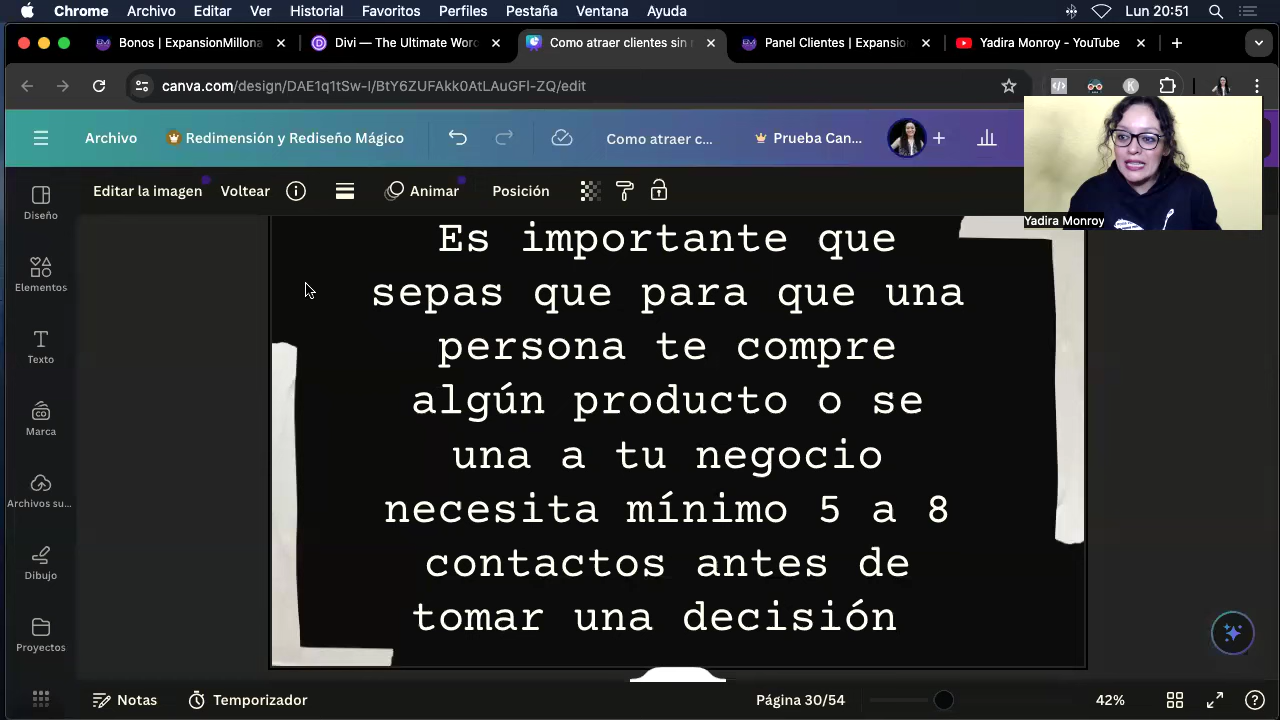 Chrome Archivo Editar Ver Historial Favoritos Perfiles Pestaña Ventana Ayuda Lun 20:51
Bonos | ExpansionMillona Divi — The Ultimate Word Como atraer clientes sin Panel Clientes | Expansio Yadira Monroy - YouTube
canva.com/design/DAE1q1tSw-I/BtY6ZUFAkk0AtLAuGFI-ZQ/edit
Archivo Redimensión y Rediseño Mágico Como atraer c... Prueba Can...
Editar la imagen Voltear Animar Posición
Yadira Monroy
Diseño
Elementos
Texto
Marca
Archivos su...
Dibujo
Proyectos
Es importante que
sepas que para que una
persona te compre
algún producto o se
una a tu negocio
necesita mínimo 5 a 8
contactos antes de
tomar una decisión
Notas Temporizador Página 30/54 42%